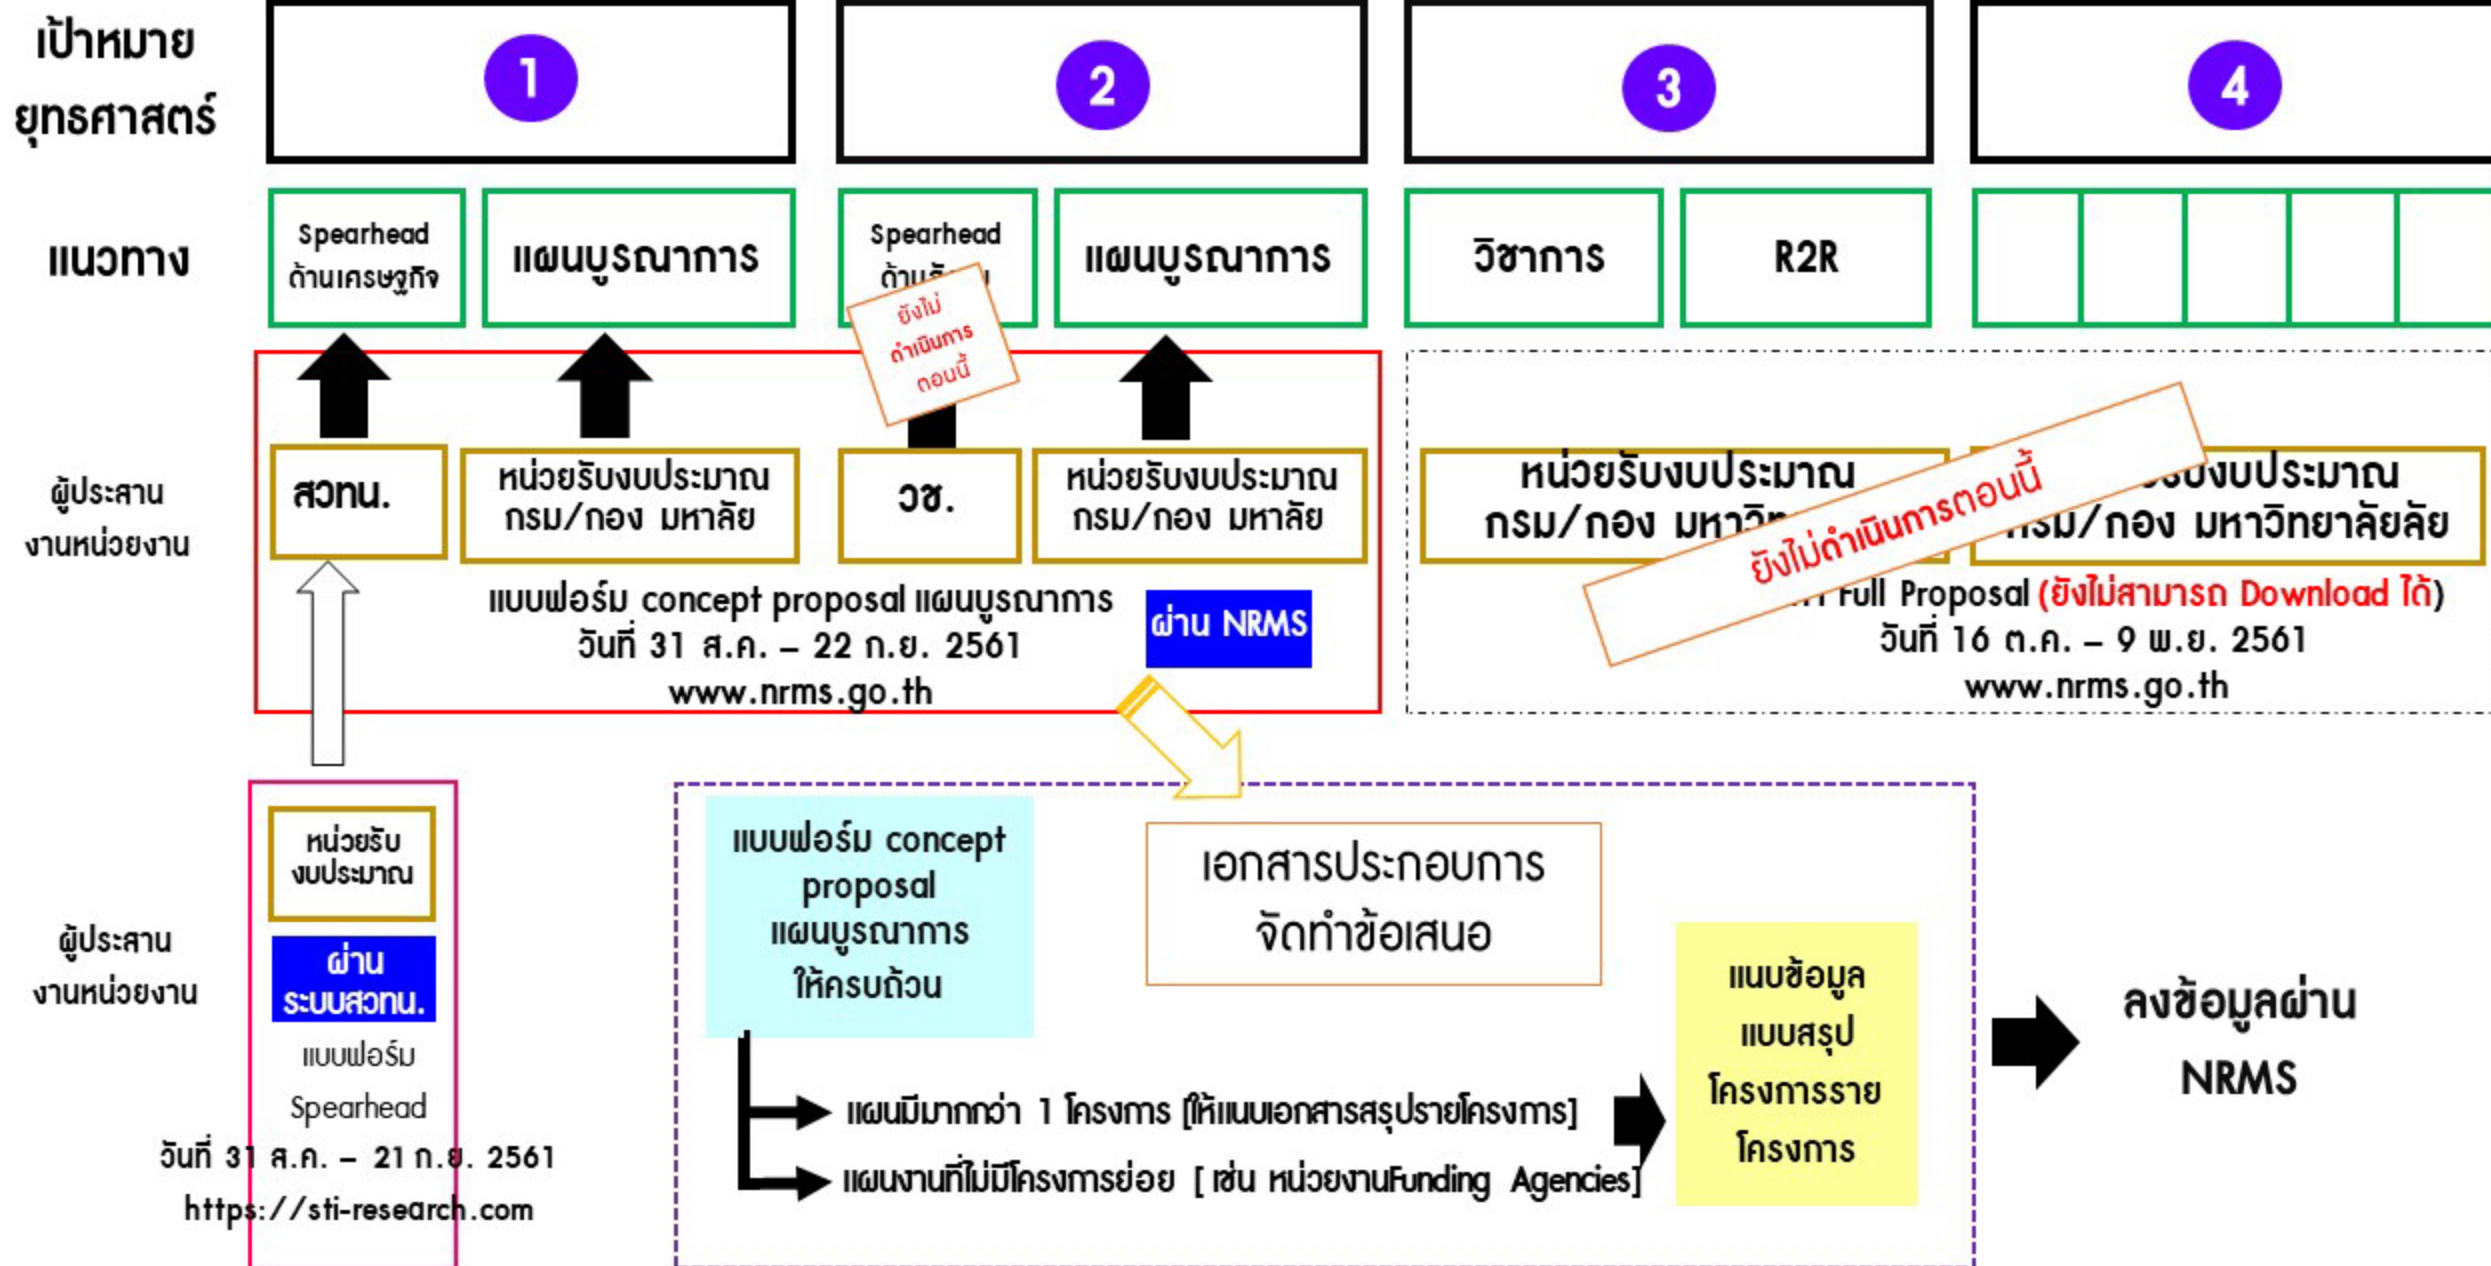 เป้าหมาย
ยุทธศาสตร์
1
2
3
4
แนวทาง
Spearhead
ด้านเศรษฐกิจ
แผนบูรณาการ
Spearhead
แผนบูรณาการ
วิชาการ
R2R
ยังไม่
ดำเนินการ
ตอนนี้
ผู้ประสาน
งานหน่วยงาน
สวทน.
หน่วยรับงบประมาณ
กรม/กอง มหาลัย
วช.
หน่วยรับงบประมาณ
กรม/กอง มหาลัย
หน่วยรับงบประมาณ
กรม/กอง
งบประมาณ
มหาวิทยาลัยลัย
ยังไม่ดำเนินการตอนนี้
แบบฟอร์ม concept proposal แผนบูรณาการ
วันที่ 31 ส.ค. – 22 ก.ย. 2561
www.nrms.go.th
ผ่าน NRMS
Full Proposal (ยังไม่สามารถ Download ได้)
วันที่ 16 ต.ค. – 9 พ.ย. 2561
www.nrms.go.th
ผู้ประสาน
งานหน่วยงาน
หน่วยรับ
งบประมาณ
ผ่าน
ระบบสวทน.
แบบฟอร์ม
Spearhead
วันที่ 31 ส.ค. – 21 ก.ย. 2561
https://sti-research.com
แบบฟอร์ม concept
proposal
แผนบูรณาการ
ให้ครบถ้วน
เอกสารประกอบการ
จัดทำข้อเสนอ
แผนมีมากกว่า 1 โครงการ [ให้แนบเอกสารสรุปรายโครงการ]
แผนงานที่ไม่มีโครงการย่อย [ เช่น หน่วยงานFunding Agencies]
แนบข้อมูล
แบบสรุป
โครงการราย
โครงการ
ลงข้อมูลผ่าน
NRMS